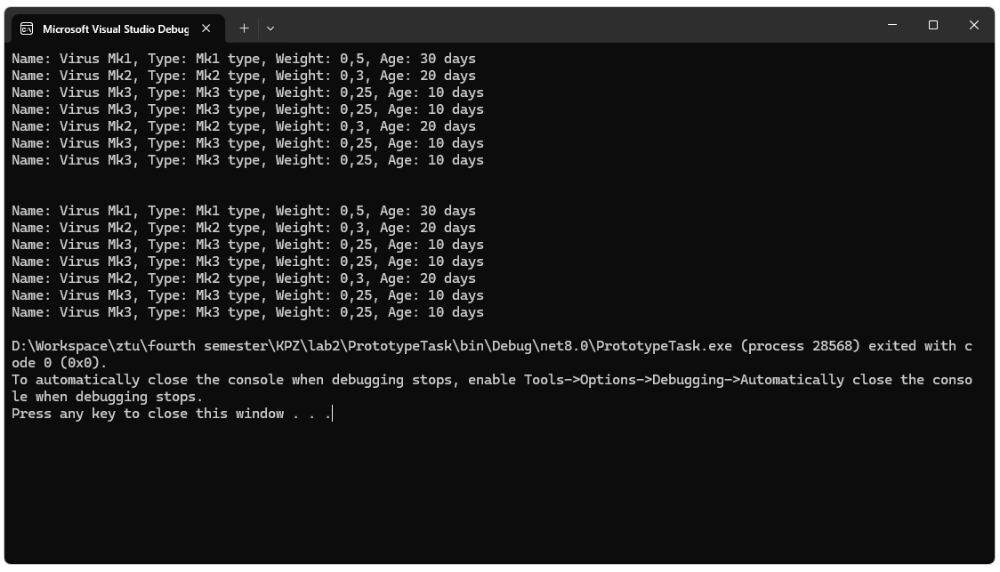 Microsoft Visual Studio Debug
Name: Virus Mk1, Type: Mk1 type, Weight: 0,5, Age: 30 days
Name: Virus Mk2, Type: Mk2 type, Weight: 0,3, Age: 20 days
Name: Virus Mk3, Type: Mk3 type, Weight: 0,25, Age: 10 days
Name: Virus Mk3, Type: Mk3 type, Weight: 0,25, Age: 10 days
Name: Virus Mk2, Type: Mk2 type, Weight: 0,3, Age: 20 days
Name: Virus Mk3, Type: Mk3 type, Weight: 0,25, Age: 10 days
Name: Virus Mk3, Type: Mk3 type, Weight: 0,25, Age: 10 days
Name: Virus Mk1, Type: Mk1 type, Weight: 0,5, Age: 30 days
Name: Virus Mk2, Type: Mk2 type, Weight: 0,3, Age: 20 days
Name: Virus Mk3, Type: Mk3 type, Weight: 0,25, Age: 10 days
Name: Virus Mk3, Type: Mk3 type, Weight: 0,25, Age: 10 days
Name: Virus Mk2, Type: Mk2 type, Weight: 0,3, Age: 20 days
Name: Virus Mk3, Type: Mk3 type, Weight: 0,25, Age: 10 days
Name: Virus Mk3, Type: Mk3 type, Weight: 0,25, Age: 10 days
D:\Workspace\ztu\fourth semester\KPZ\lab2\PrototypeTask\bin\Debug\net8.0\PrototypeTask.exe (process 28568) exited with c
ode 0 (0x0).
To automatically close the console when debugging stops, enable Tools->Options->Debugging->Automatically close the conso
le when debugging stops.
Press any key to close this window . . .